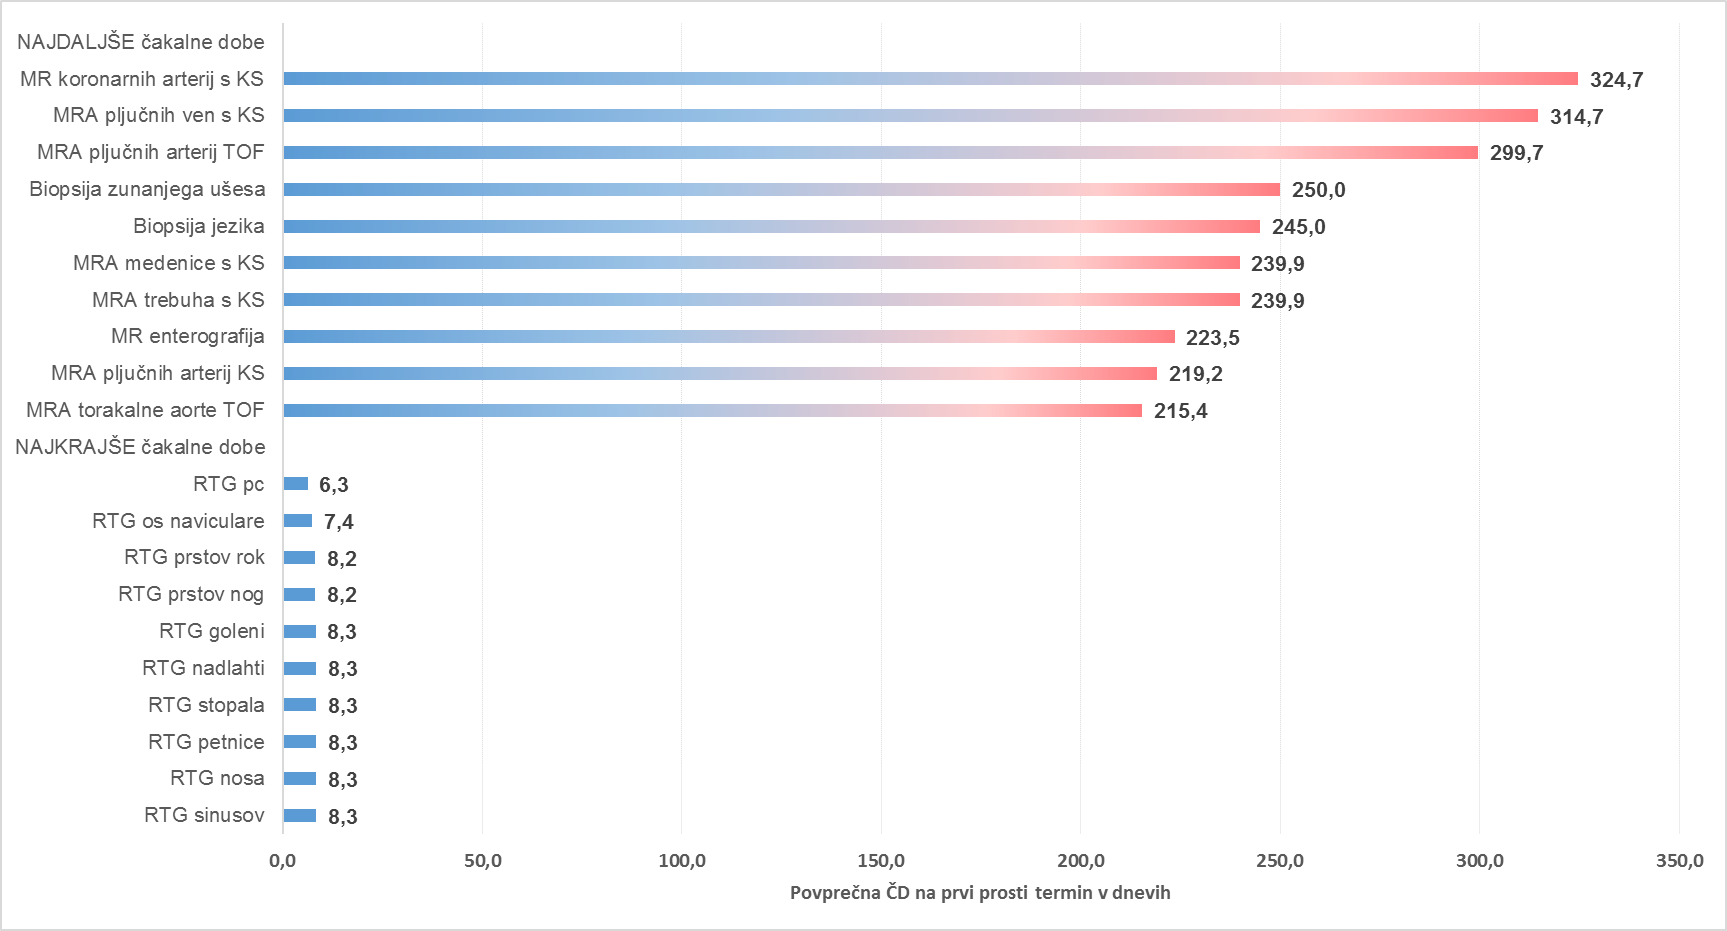 NAJDALJŠE čakalne dobe
MR koronarnih arterij s KS 324,7
MRA pljučnih ven s KS 314,7
MRA pljučnih arterij TOF 299,7
Biopsija zunanjega ušesa 250,0
Biopsija jezika 245,0
MRA medenice s KS 239,9
MRA trebuha s KS 239,9
MR enterografija 223,5
MRA pljučnih arterij KS 219,2
MRA torakalne aorte TOF 215,4
NAJKRAJŠE čakalne dobe
RTG pc 6,3
RTG os naviculare 7,4
RTG prstov rok 8,2
RTG prstov nog 8,2
RTG goleni 8,3
RTG nadlahti 8,3
RTG stopala 8,3
RTG petnice 8,3
RTG nosa 8,3
RTG sinusov 8,3
0,0 50,0 100,0 150,0 200,0 250,0 300,0 350,0
Povprečna ČD na prvi prosti termin v dnevih